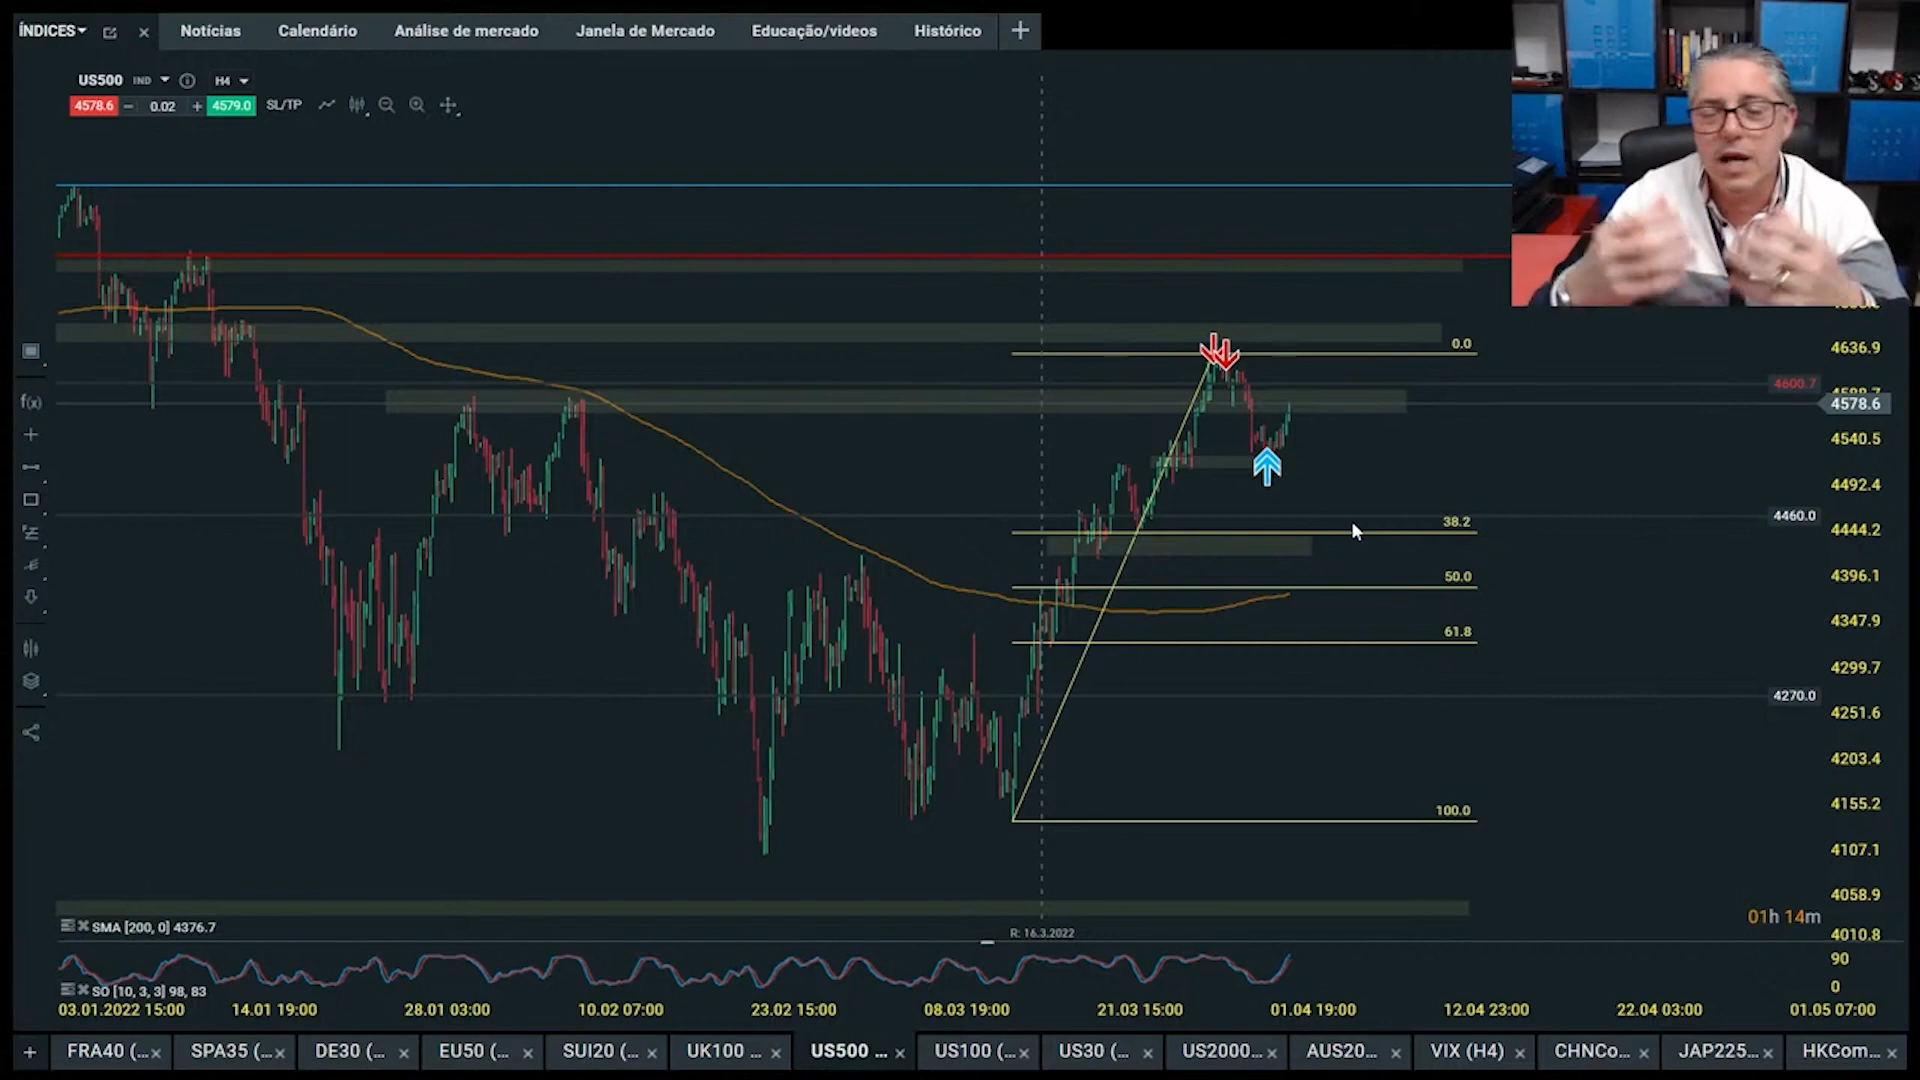 ÍNDICES
Notícias
Calendário
Análise de mercado
Janela de Mercado
Educação/videos
Histórico
US500 IND
H4
4578.6
0.02
4579.0
SL/TP
0.0
4636.9
4600.7
4578.6
4540.5
4492.4
4460.0
38.2
4444.2
50.0
4396.1
4347.9
61.8
4299.7
4270.0
4251.6
4203.4
4155.2
100.0
4107.1
4058.9
f(x)
01h 14m
4010.8
SMA [200, 0] 4376.7
R: 16.3.2022
90
0
SO [10, 3, 3] 98, 83
03.01.2022 15:00
14.01 19:00
28.01 03:00
10.02 07:00
23.02 15:00
08.03 19:00
21.03 15:00
01.04 19:00
12.04 23:00
22.04 03:00
01.05 07:00
FRA40 (...
SPA35 (...
DE30 (...
EU50 (...
SUI20 (...
UK100 ...
US500 ...
US100 (...
US30 (...
US2000...
AUS20...
VIX (H4)
CHNCo...
JAP225...
HKCom...